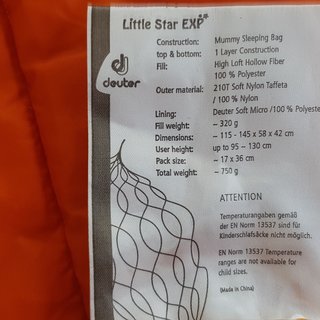 Little Star EXP
deuter
Construction: Mummy Sleeping Bag
top & bottom: 1 Layer Construction
Fill: High Loft Hollow Fiber
100 % Polyester
Outer material: 210T Soft Nylon Taffeta
/ 100 % Nylon
Lining: Deuter Soft Micro /100 % Polyester
Fill weight: ~ 320 g
Dimensions: ~ 115 - 145 x 58 x 42 cm
User height: up to 95 – 130 cm
Pack size: ~ 17 x 36 cm
Total weight: ~ 750 g
ATTENTION
Temperaturangaben gemäß
der EN Norm 13537 sind für
Kinderschlafsäcke nicht möglich.
EN Norm 13537 Temperature
ranges are not available for
child sizes.
(Made in China)